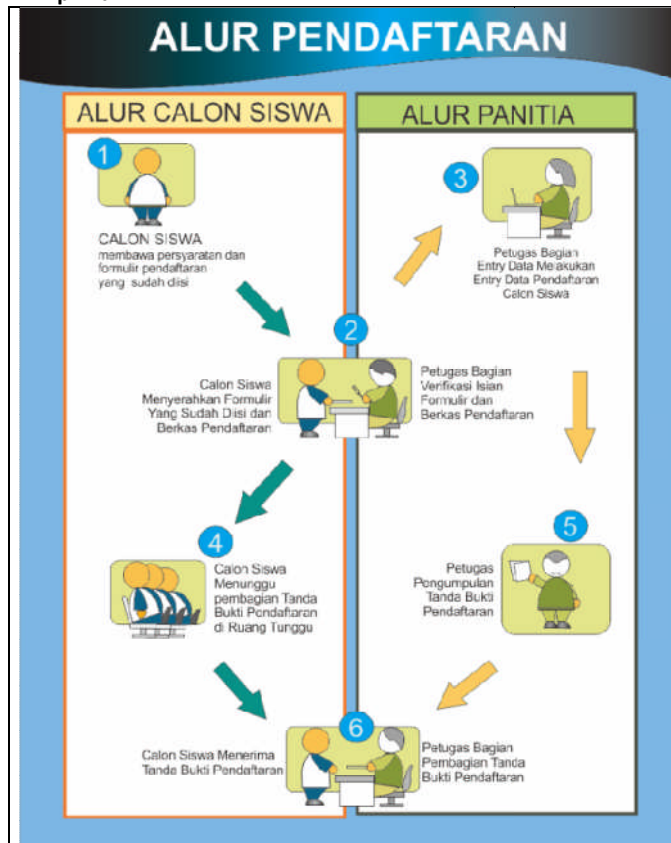 ALUR PENDAFTARAN
ALUR CALON SISWA
ALUR PANITIA
1
CALON SISWA
membawa persyaratan dan
formulir pendaftaran
yang sudah diisi
2
Calon Siswa
Menyerahkan Formulir
Yang Sudah Diisi dan
Berkas Pendaftaran
Petugas Bagian
Verifikasi Isian
Formulir dan
Berkas Pendaftaran
3
Petugas Bagian
Entry Data Melakukan
Entry Data Pendaftaran
Calon Siswa
4
Calon Siswa
Menunggu
pembagian Tanda
Bukti Pendaftaran
di Ruang Tunggu
5
Petugas
Pengumpulan
Tanda Bukti
Pendaftaran
6
Calon Siswa Menerima
Tanda Bukti Pendaftaran
Petugas Bagian
Pembagian Tanda
Bukti Pendaftaran